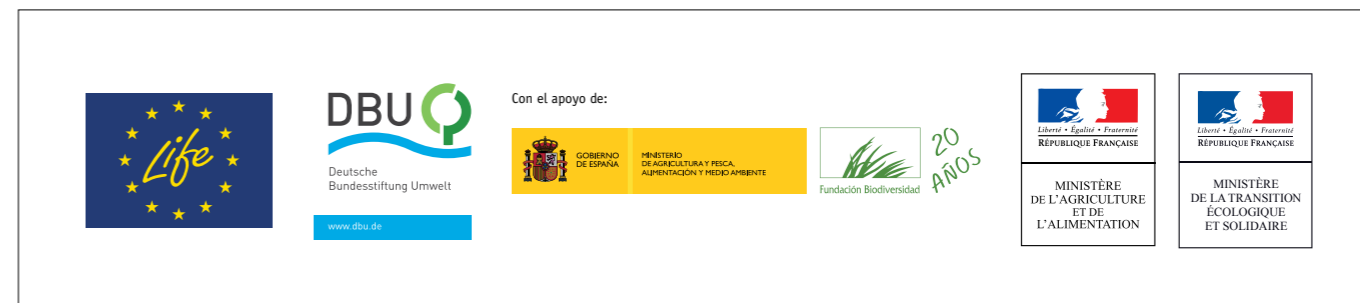 Life
DBU
Deutsche
Bundesstiftung Umwelt
www.dbu.de
Con el apoyo de:
GOBIERNO
DE ESPAÑA
MINISTERIO
DE AGRICULTURA Y PESCA,
ALIMENTACIÓN Y MEDIO AMBIENTE
Fundación Biodiversidad
20
AÑOS
Liberté • Égalité • Fraternité
RÉPUBLIQUE FRANÇAISE
MINISTÈRE
DE L'AGRICULTURE
ET DE
L'ALIMENTATION
Liberté • Égalité • Fraternité
RÉPUBLIQUE FRANÇAISE
MINISTÈRE
DE LA TRANSITION
ÉCOLOGIQUE
ET SOLIDAIRE